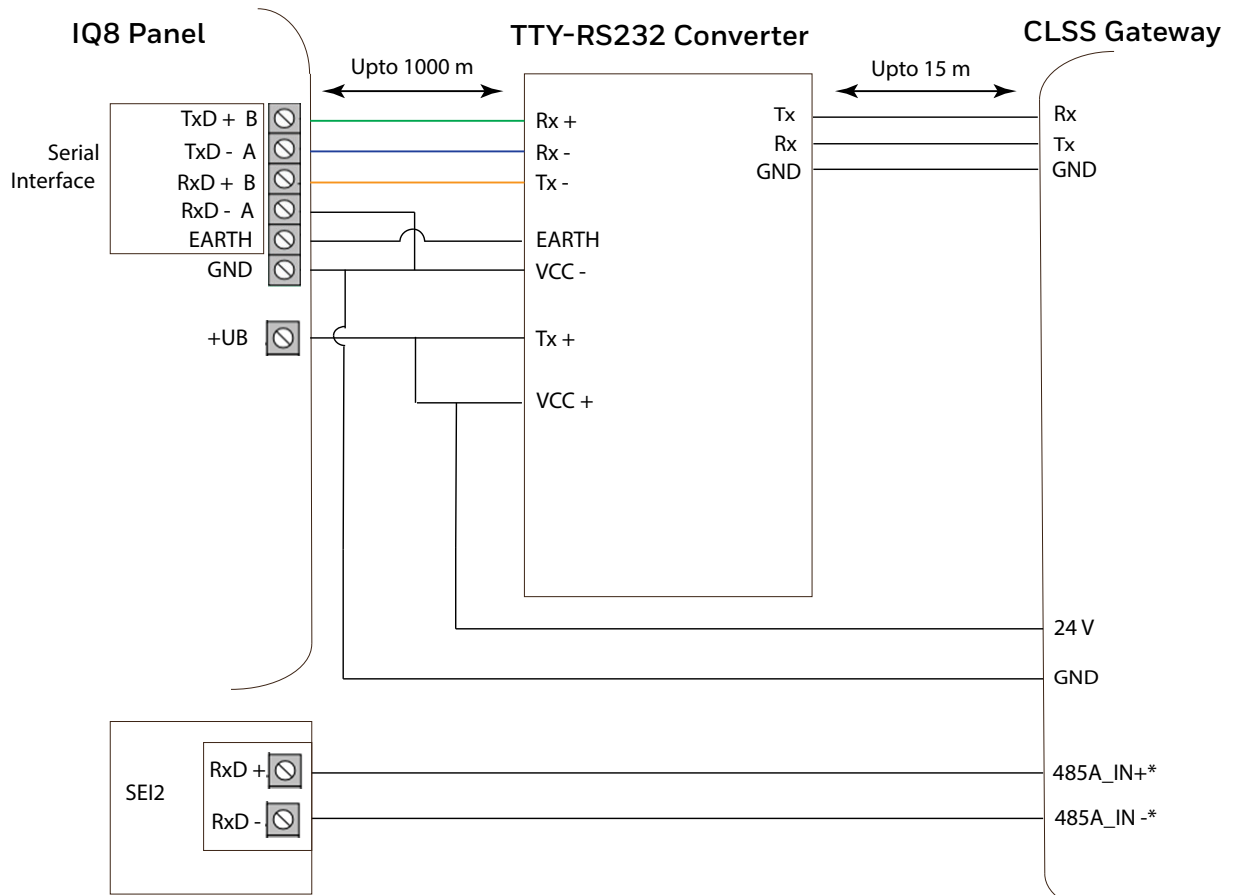 IQ8 Panel
TTY-RS232 Converter
CLSS Gateway
Upto 1000 m
Upto 15 m
Serial
Interface
TxD + B
TxD - A
RxD + B
RxD - A
EARTH
GND
+UB
Rx +
Rx -
Tx -
EARTH
VCC -
Tx +
VCC +
Tx
Rx
GND
Rx
Tx
GND
24 V
GND
SEI2
RxD +
RxD -
485A_IN+*
485A_IN -*